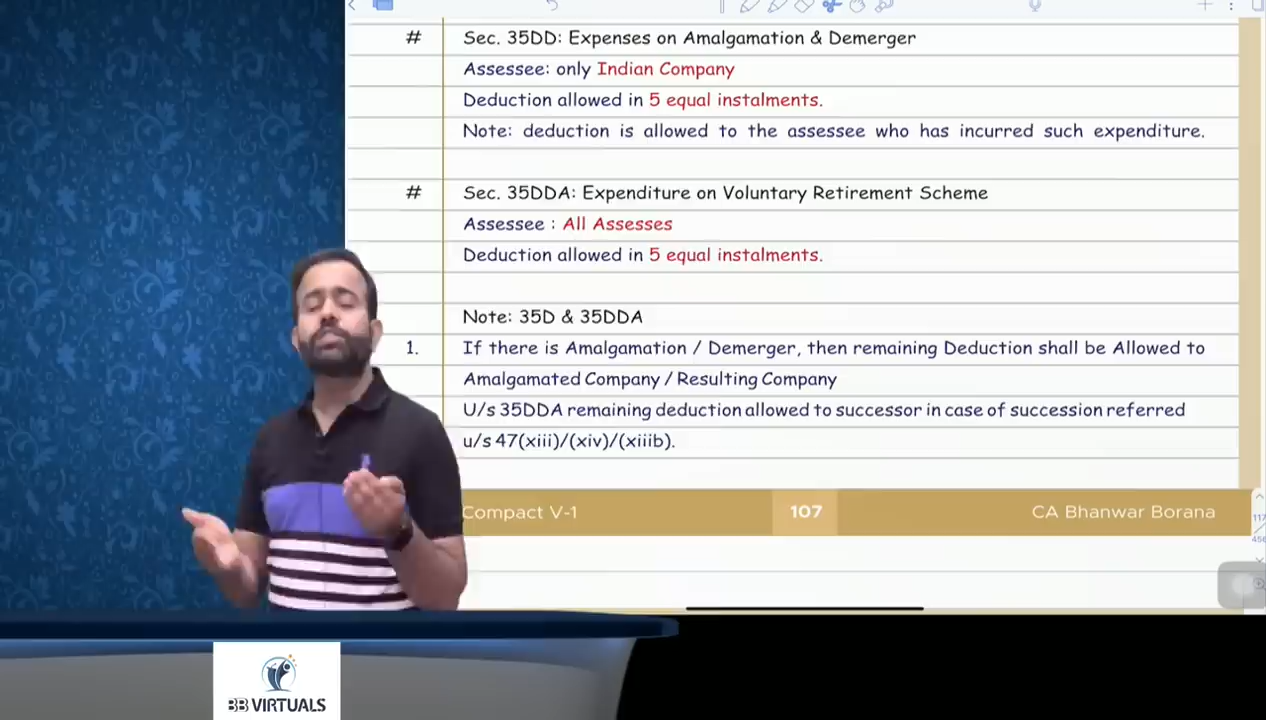 # Sec. 35DD: Expenses on Amalgamation & Demerger
Assessee: only Indian Company
Deduction allowed in 5 equal instalments.
Note: deduction is allowed to the assessee who has incurred such expenditure.
# Sec. 35DDA: Expenditure on Voluntary Retirement Scheme
Assessee : All Assesses
Deduction allowed in 5 equal instalments.
Note: 35D & 35DDA
1. If there is Amalgamation / Demerger, then remaining Deduction shall be Allowed to
Amalgamated Company / Resulting Company
U/s 35DDA remaining deduction allowed to successor in case of succession referred
u/s 47(xiii)/(xiv)/(xiiib).
Compact V-1 107 CA Bhanwar Borana
117
456
BB VIRTUALS